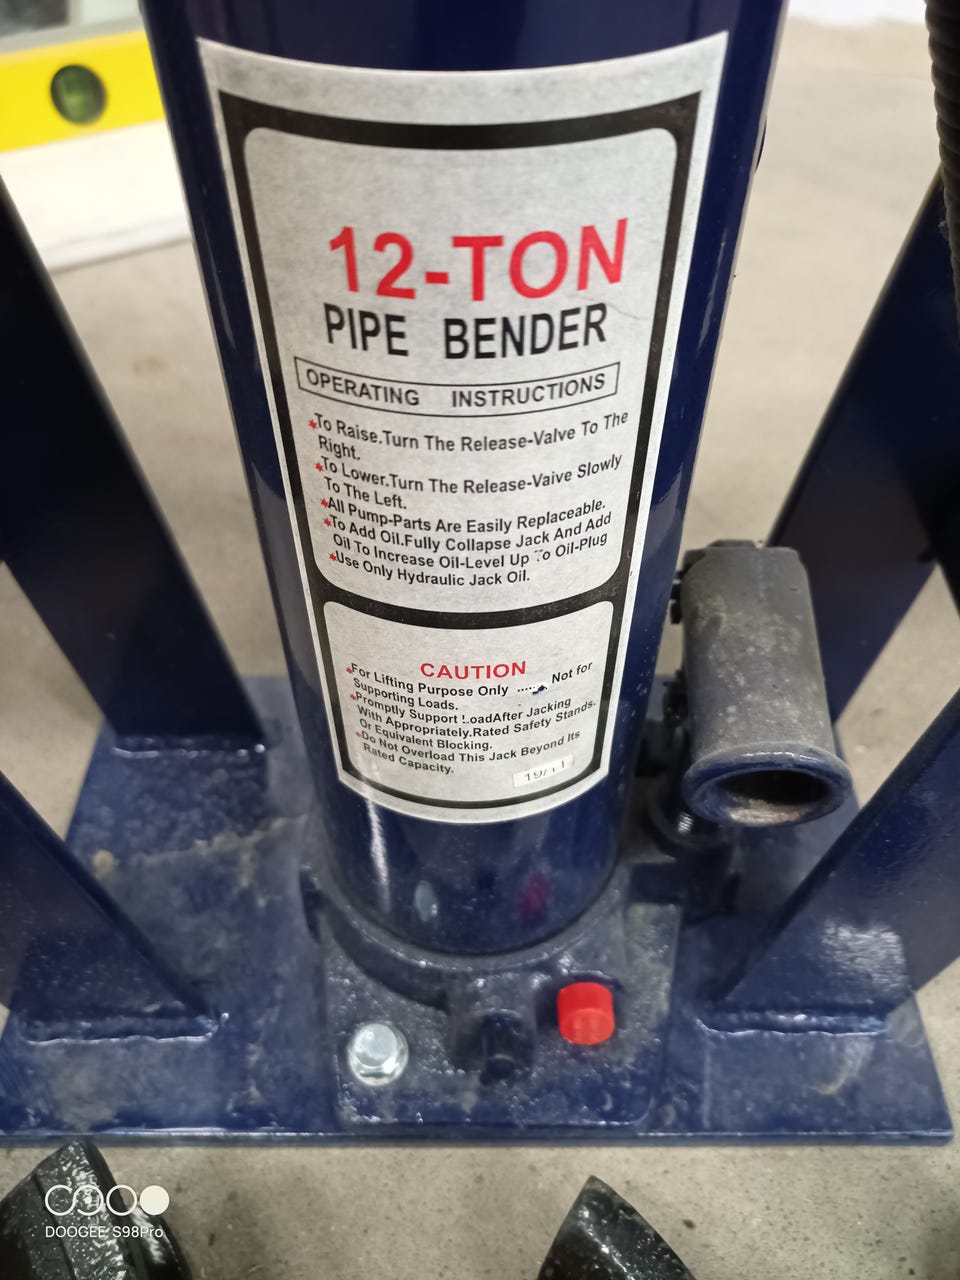 12-TON
PIPE BENDER
OPERATING INSTRUCTIONS
*To Raise.Turn The Release-Valve To The
Right.
*To Lower.Turn The Release-Vaive Slowly
To The Left.
*All Pump-Parts Are Easily Replaceable.
*To Add Oil.Fully Collapse Jack And Add
Oil To Increase Oil-Level Up To Oil-Plug
*Use Only Hydraulic Jack Oil.
CAUTION
*For Lifting Purpose Only ...... Not for
Supporting Loads.
*Promptly Support LoadAfter Jacking
With Appropriately.Rated Safety Stands.
Or Equivalent Blocking.
*Do Not Overload This Jack Beyond Its
Rated Capacity.
DOOGEE S98Pro